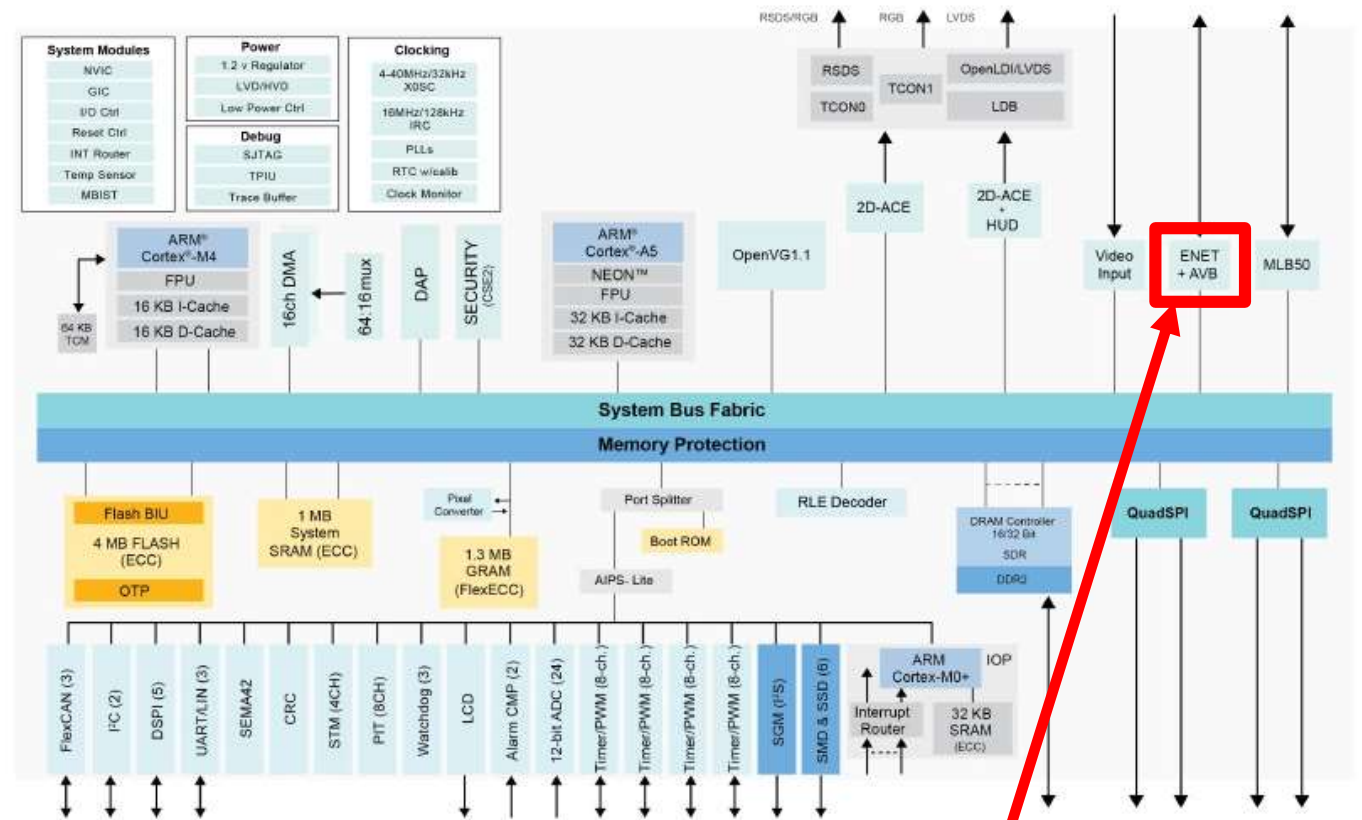 RSDS/RGB
RGB
LVDS
System Modules
NVIC
GIC
I/O Ctrl
Reset Ctrl
INT Router
Temp Sensor
MBIST
Power
1.2 v Regulator
LVD/HVD
Low Power Ctrl
Debug
SJTAG
TPIU
Trace Buffer
Clocking
4-40MHz/32kHz
XOSC
16MHz/128kHz
IRC
PLLs
RTC w/calib
Clock Monitor
RSDS
TCON0
TCON1
OpenLDI/LVDS
LDB
2D-ACE
2D-ACE
+
HUD
64 KB
TCM
ARM®
Cortex®-M4
FPU
16 KB I-Cache
16 KB D-Cache
16ch DMA
64:16 mux
DAP
SECURITY
(CSE2)
ARM®
Cortex®-A5
NEON™
FPU
32 KB I-Cache
32 KB D-Cache
OpenVG1.1
Video
Input
ENET
+ AVB
MLB50
System Bus Fabric
Memory Protection
Flash BIU
4 MB FLASH
(ECC)
OTP
1 MB
System
SRAM (ECC)
Pixel
Converter
1.3 MB
GRAM
(FlexECC)
Port Splitter
Boot ROM
AIPS- Lite
RLE Decoder
DRAM Controller
16/32 Bit
SDR
DDR2
QuadSPI
QuadSPI
FlexCAN (3)
I²C (2)
DSPI (5)
UART/LIN (3)
SEMA42
CRC
STM (4CH)
PIT (8CH)
Watchdog (3)
LCD
Alarm CMP (2)
12-bit ADC (24)
Timer/PWM (8-ch.)
Timer/PWM (8-ch.)
Timer/PWM (8-ch.)
Timer/PWM (8-ch.)
SGM (I²S)
SMD & SSD (6)
ARM
Cortex-M0+
IOP
Interrupt
Router
32 KB
SRAM
(ECC)